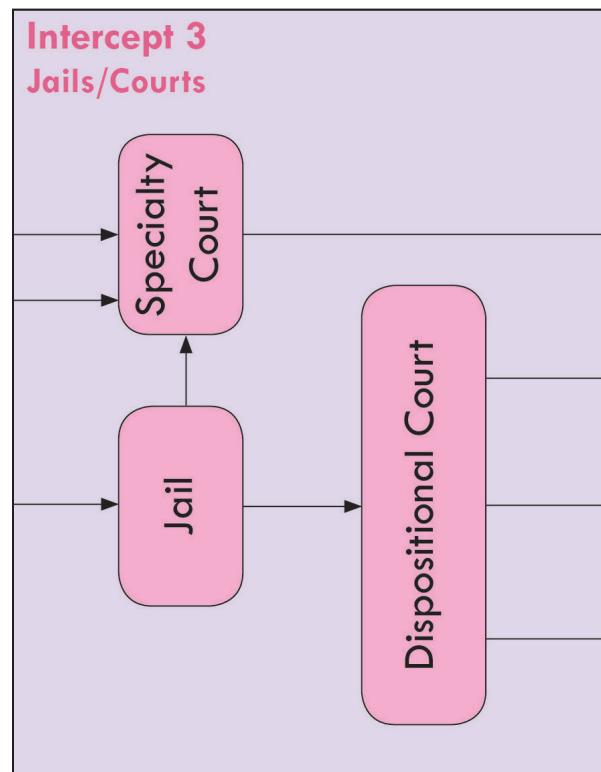 Intercept 3
Jails/Courts
Specialty
Court
Jail
Dispositional Court